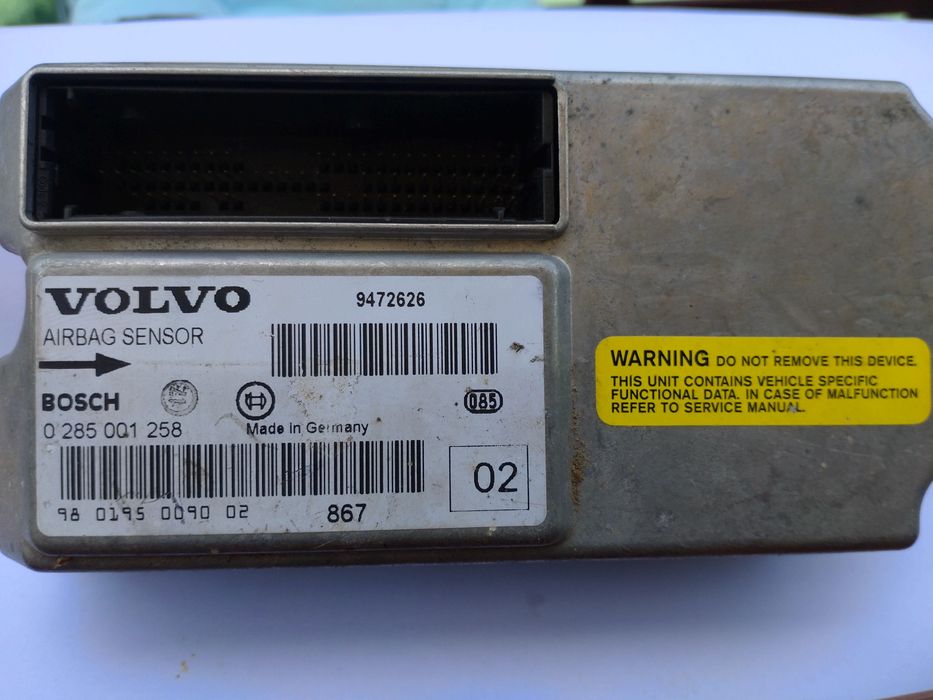 VOLVO
9472626
AIRBAG SENSOR
BOSCH
085
0 285 001 258
Made in Germany
02
98 0195 0090 02
867
WARNING DO NOT REMOVE THIS DEVICE.
THIS UNIT CONTAINS VEHICLE SPECIFIC
FUNCTIONAL DATA. IN CASE OF MALFUNCTION
REFER TO SERVICE MANUAL.